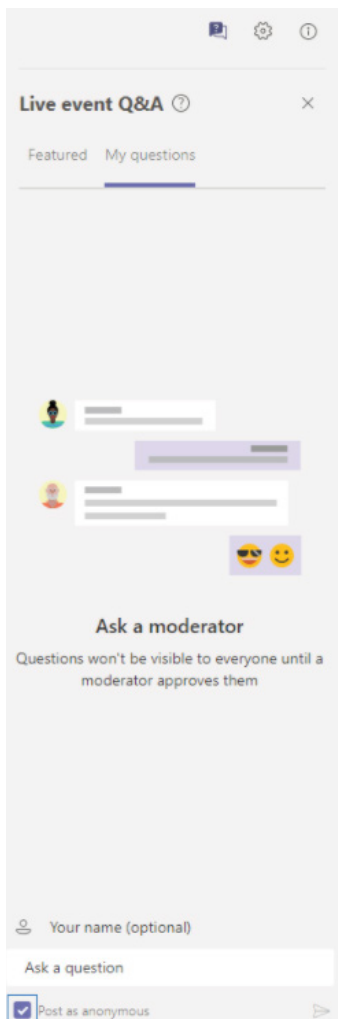 Live event Q&A
Featured My questions
Ask a moderator
Questions won't be visible to everyone until a
moderator approves them
Your name (optional)
Ask a question
Post as anonymous